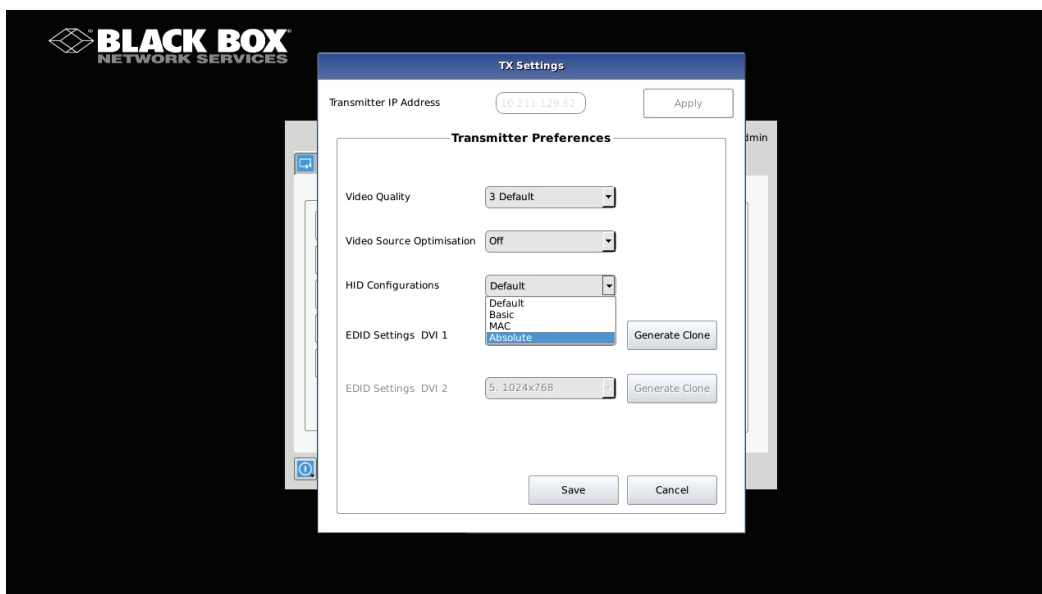 BLACK BOX
NETWORK SERVICES
TX Settings
Transmitter IP Address
10.211.129.62
Apply
dmin
Transmitter Preferences
Video Quality
3 Default
Video Source Optimisation
Off
HID Configurations
Default
Default
Basic
MAC
Absolute
EDID Settings DVI 1
Generate Clone
EDID Settings DVI 2
5. 1024x768
Generate Clone
Save
Cancel